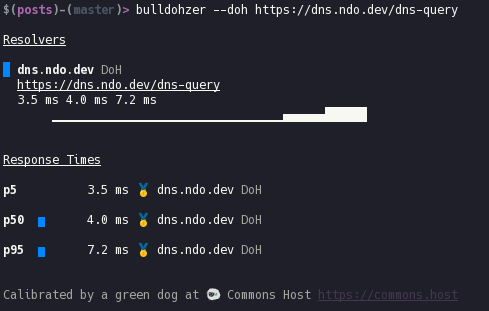 $(posts)-(master)> bulldohzer --doh https://dns.ndo.dev/dns-query
Resolvers
dns.ndo.dev DoH
https://dns.ndo.dev/dns-query
3.5 ms 4.0 ms 7.2 ms
Response Times
p5 3.5 ms 🏅 dns.ndo.dev DoH
p50 4.0 ms 🏅 dns.ndo.dev DoH
p95 7.2 ms 🏅 dns.ndo.dev DoH
Calibrated by a green dog at Commons Host https://commons.host